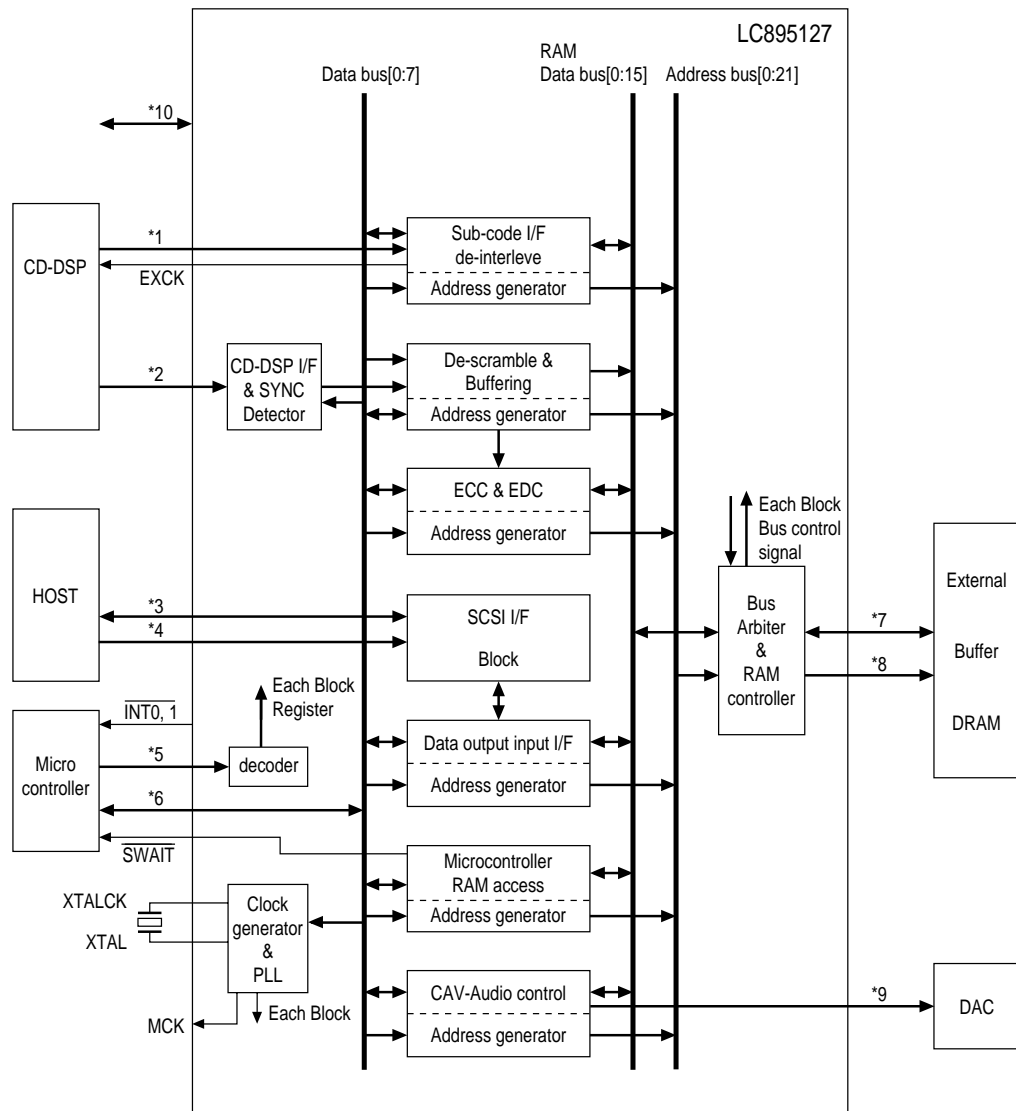 LC895127
RAM
Data bus[0:7]
Data bus[0:15]
Address bus[0:21]
*10
CD-DSP
*1
EXCK
Sub-code I/F
de-interleve
Address generator
*2
CD-DSP I/F
& SYNC
Detector
De-scramble &
Buffering
Address generator
ECC & EDC
Address generator
Each Block
Bus control
signal
HOST
*3
*4
SCSI I/F
Block
Bus
Arbiter
&
RAM
controller
*7
*8
External
Buffer
DRAM
Each Block
Register
INT0, 1
Micro
controller
*5
decoder
*6
SWAIT
Data output input I/F
Address generator
Microcontroller
RAM access
Address generator
XTALCK
XTAL
Clock
generator
&
PLL
MCK
Each Block
CAV-Audio control
Address generator
*9
DAC